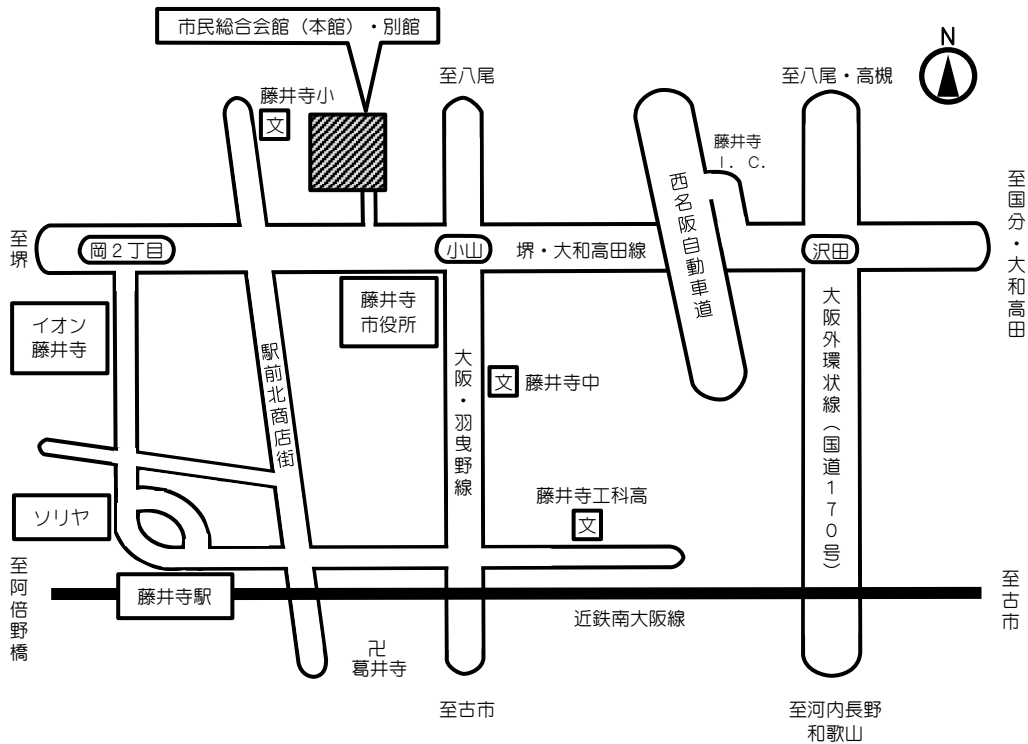 市民総合会館（本館）・別館
N
藤井寺小
文
至八尾
至八尾・高槻
藤井寺
I．C．
至国分・大和高田
至堺
岡２丁目
小山
堺・大和高田線
西名阪自動車道
沢田
イオン
藤井寺
藤井寺
市役所
駅前北商店街
大阪・羽曳野線
文
藤井寺中
大阪外環状線（国道１７０号）
ソリヤ
藤井寺工科高
文
至阿倍野橋
藤井寺駅
近鉄南大阪線
至古市
卍
葛井寺
至古市
至河内長野
和歌山